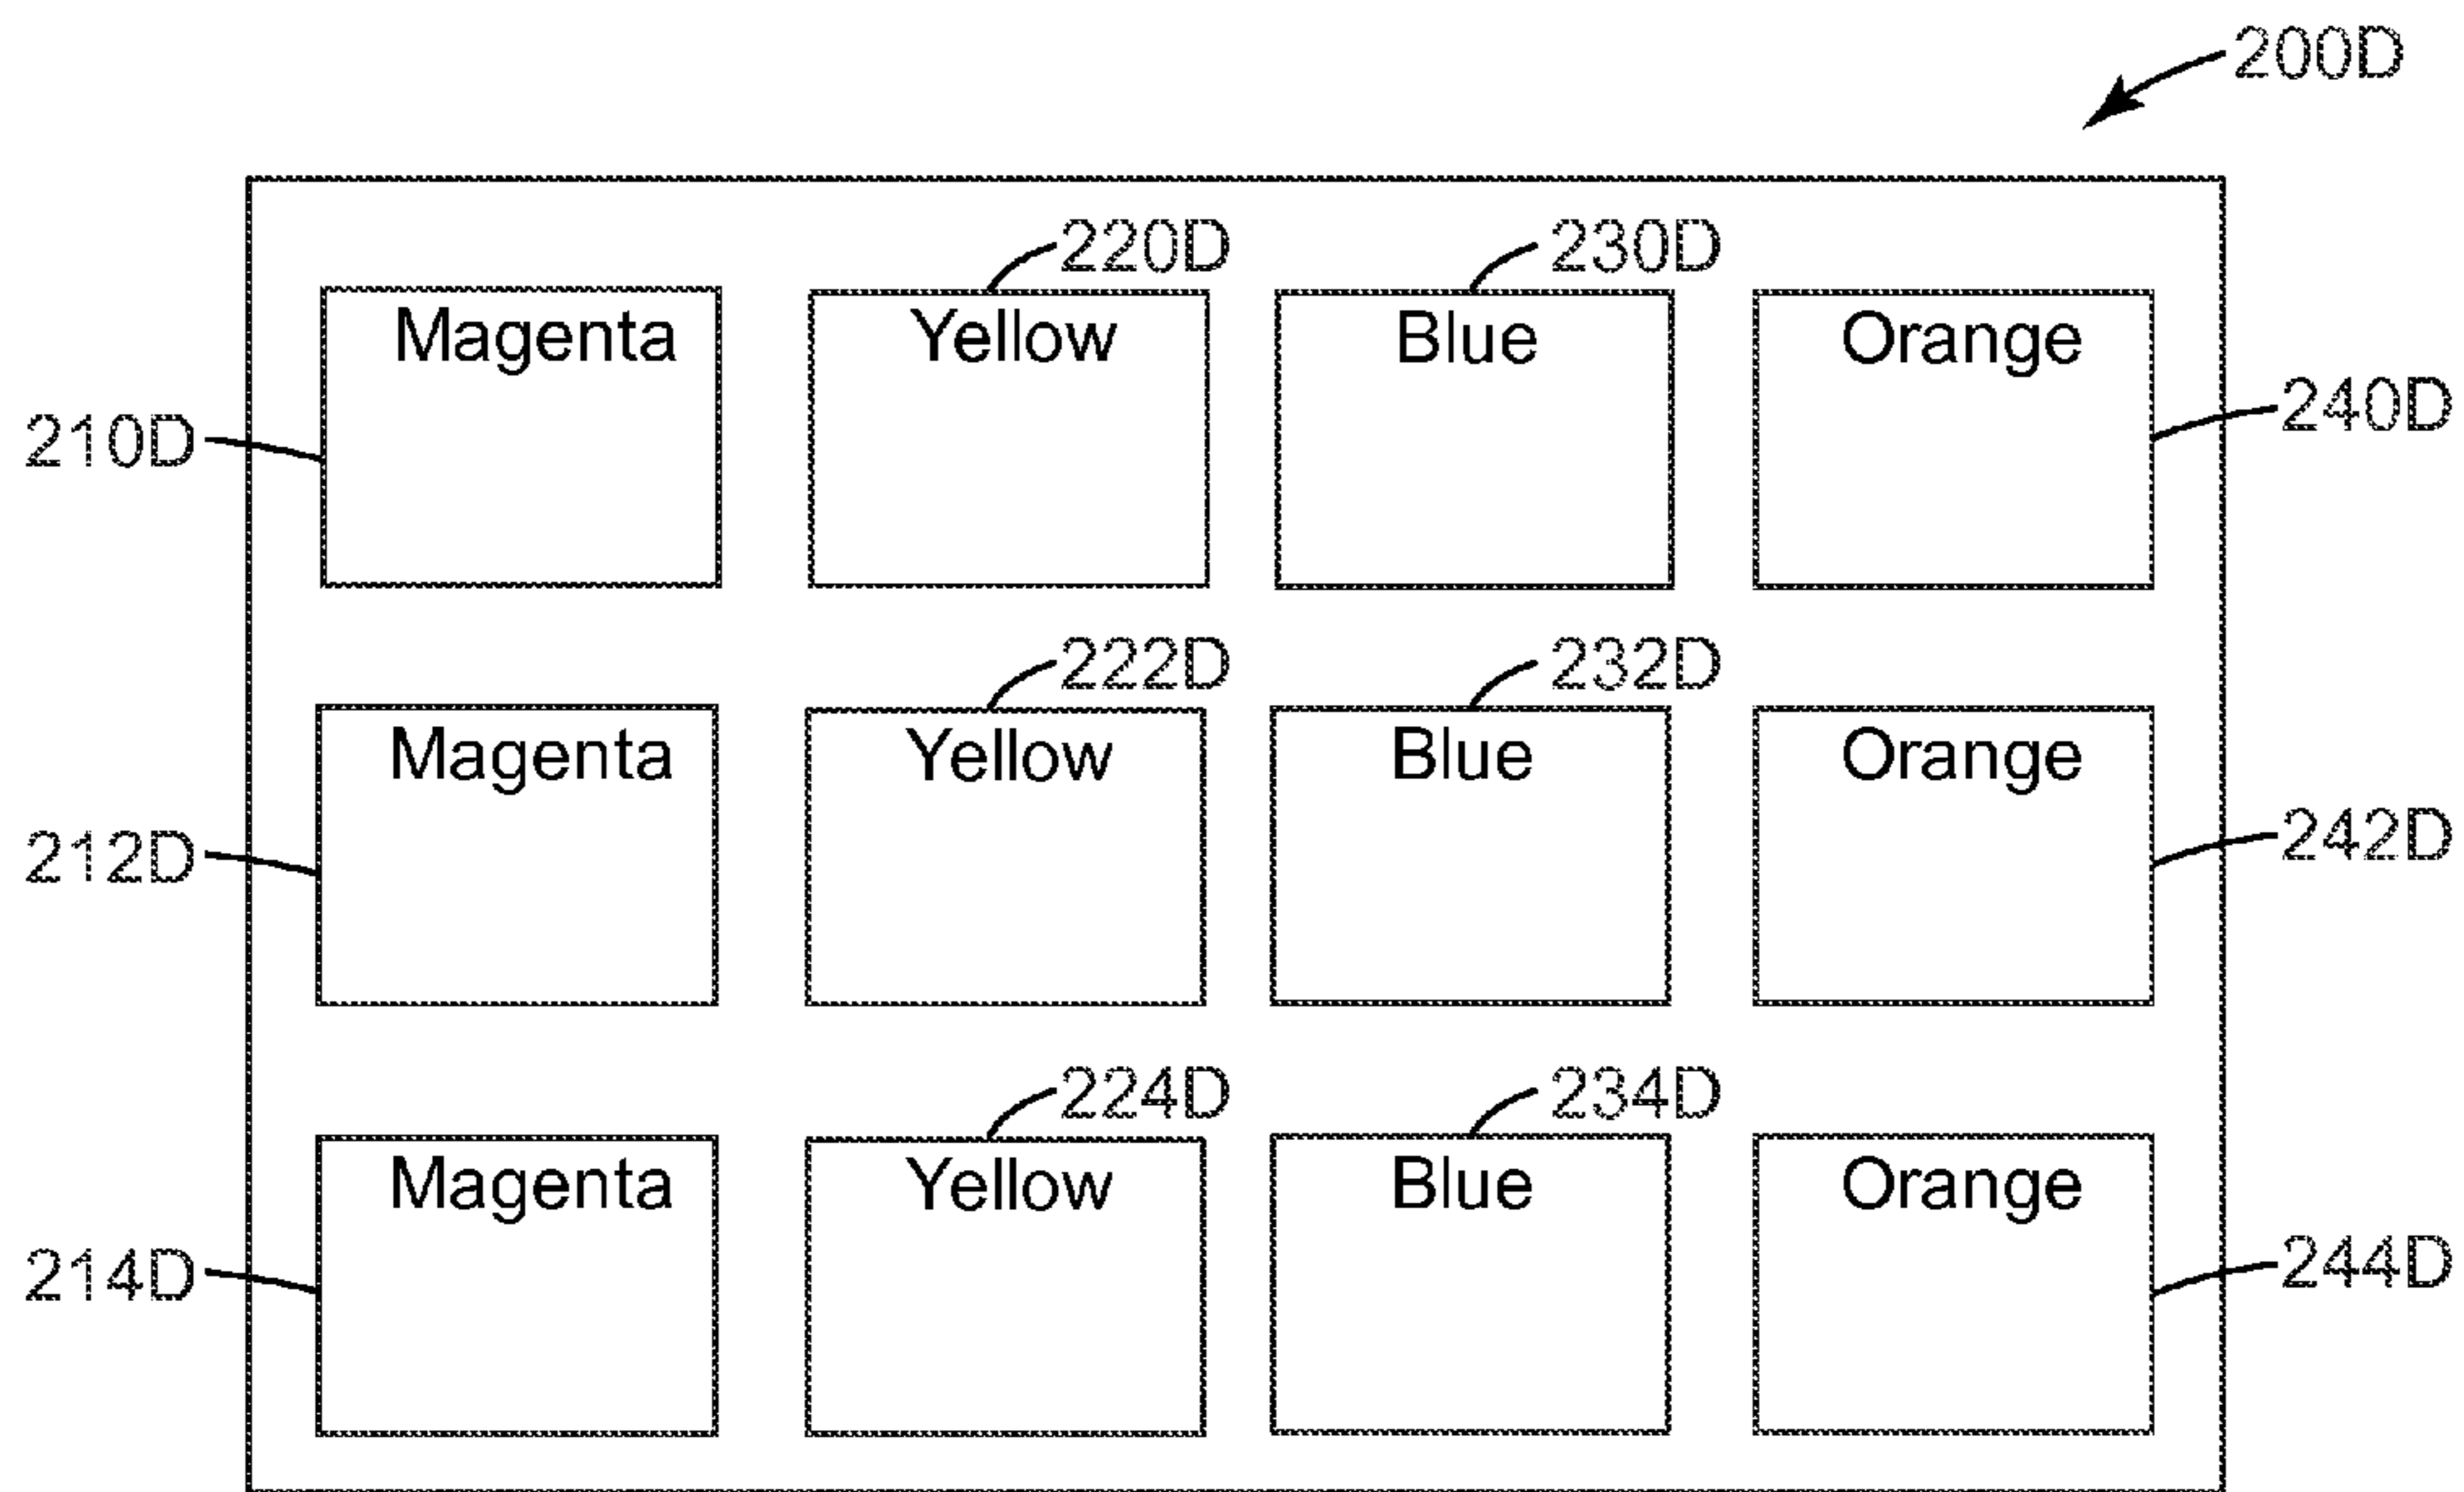 200D
220D 230D
Magenta Yellow Blue Orange
210D 240D
222D 232D
Magenta Yellow Blue Orange
212D 242D
224D 234D
Magenta Yellow Blue Orange
214D 244D